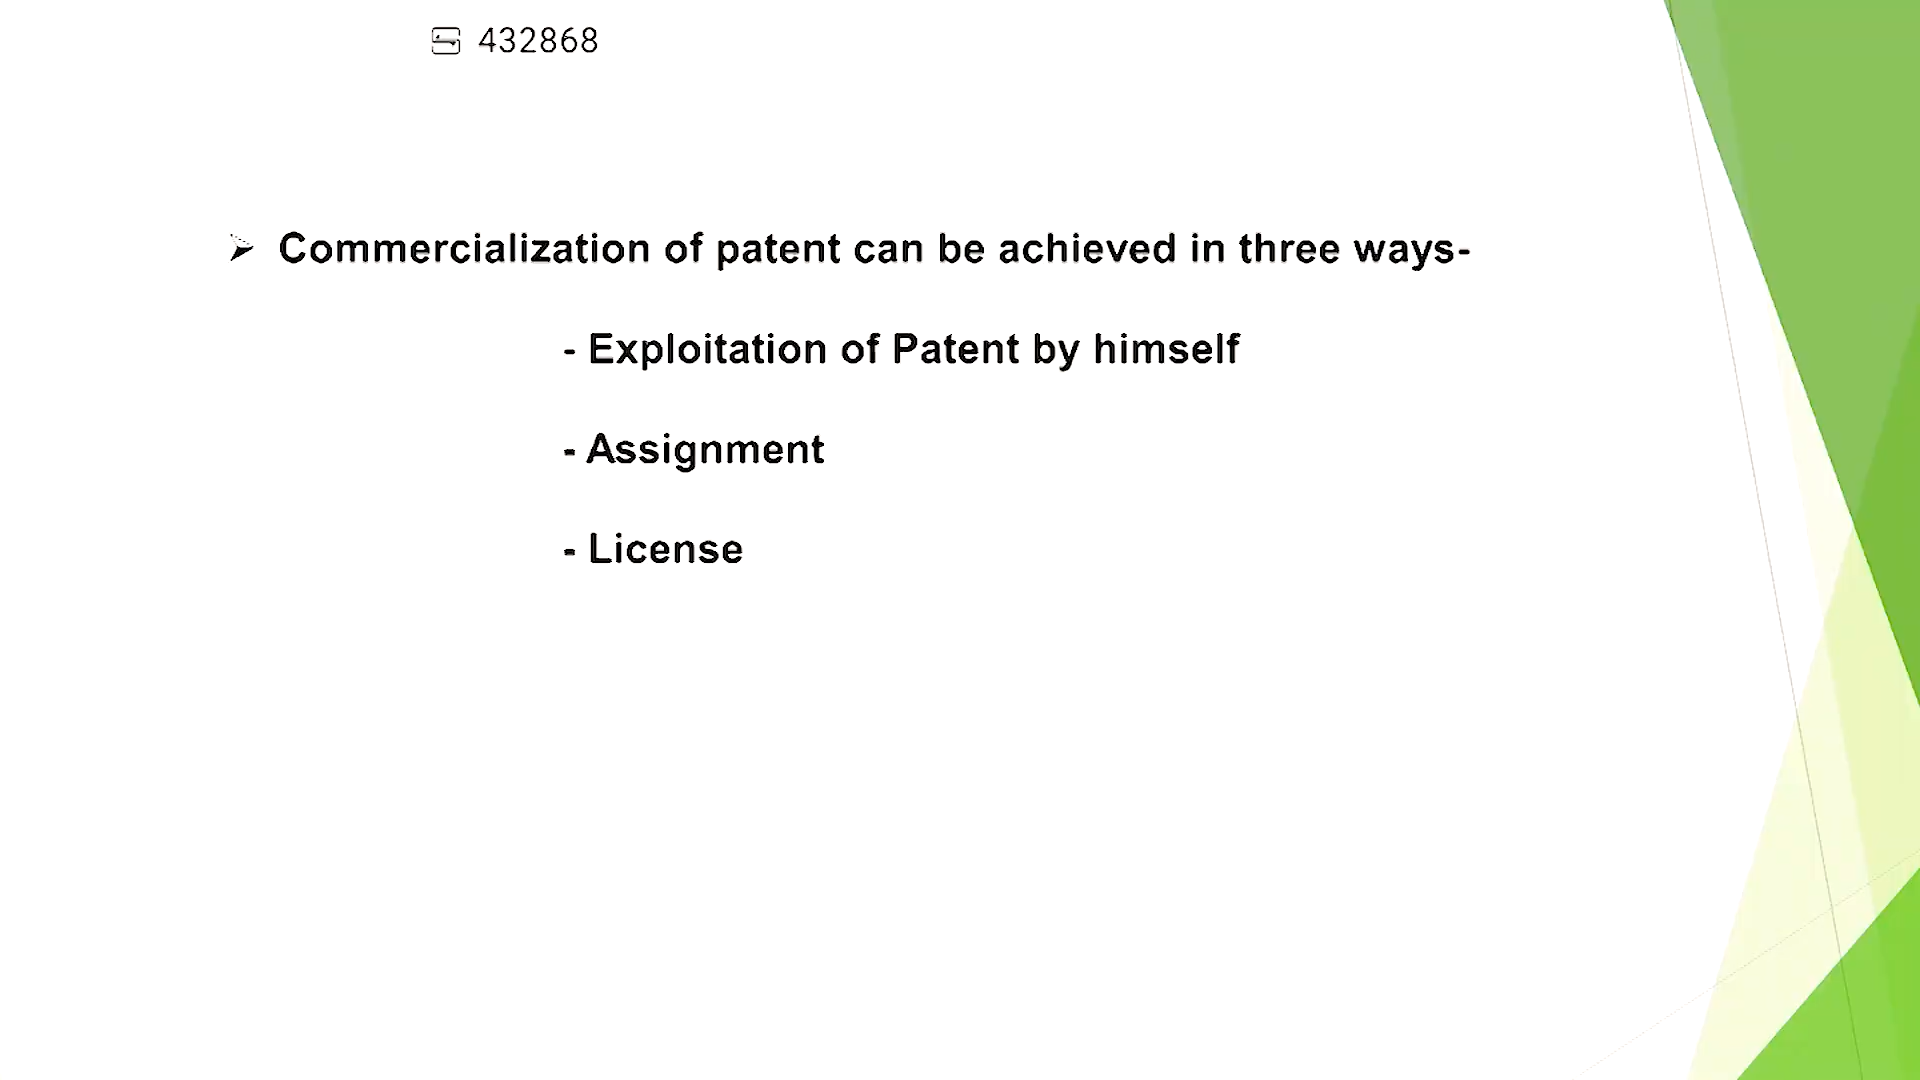 432868
➢ Commercialization of patent can be achieved in three ways-
- Exploitation of Patent by himself
- Assignment
- License